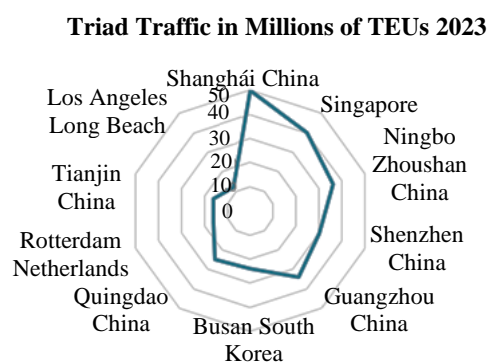 Triad Traffic in Millions of TEUs 2023
Shanghái China
Singapore
Ningbo
Zhoushan
China
Shenzhen
China
Guangzhou
China
Busan South
Korea
Quingdao
China
Rotterdam
Netherlands
Tianjin
China
Los Angeles
Long Beach
50
40
30
20
10
0